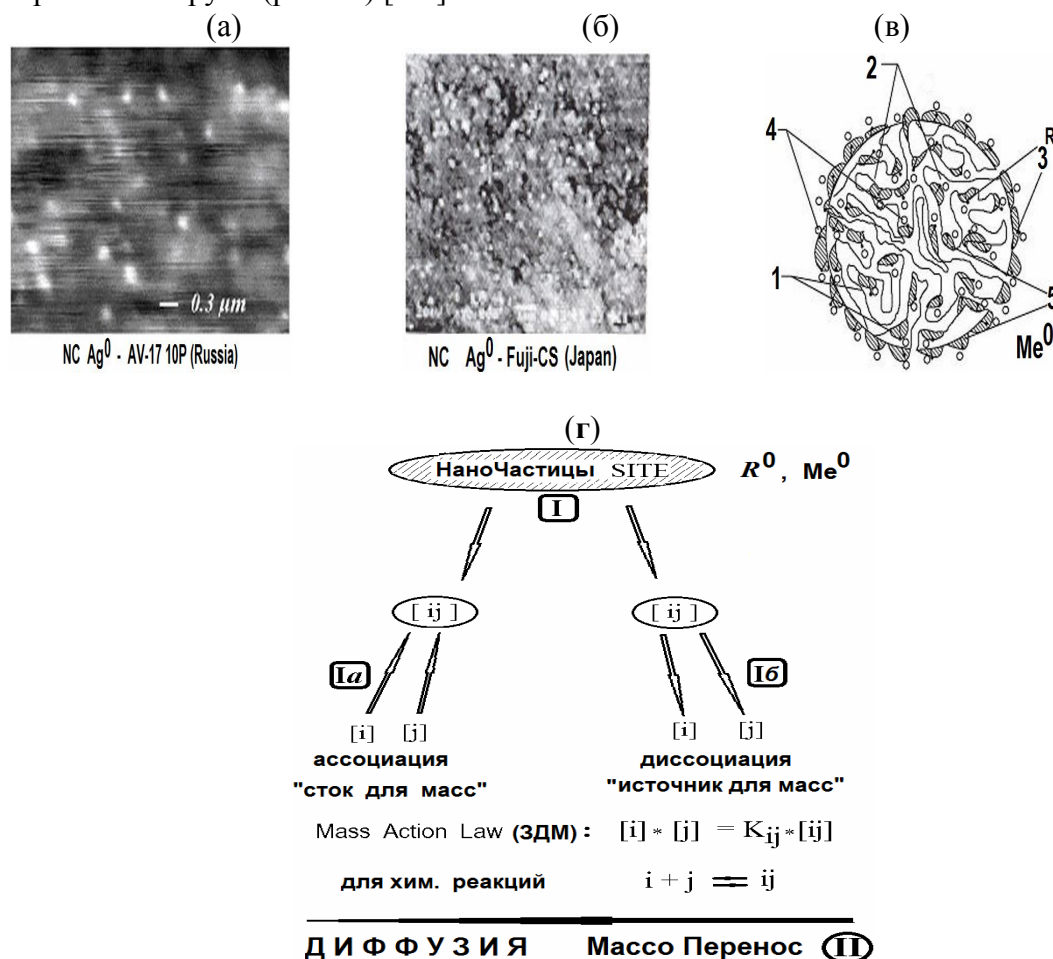 (а) (б) (в)
2
4
R
3
1
5
Me⁰
0.3 μm
NC Ag⁰ - AV-17 10P (Russia)
NC Ag⁰ - Fuji-CS (Japan)
(г)
НаноЧастицы SITE R⁰ , Me⁰
I
[ ij ] [ ij ]
Iа Iб
[i] [j] [i] [j]
ассоциация диссоциация
"сток для масс" "источник для масс"
Mass Action Law (ЗДМ) : [i] * [j] = Kij * [ij]
для хим. реакций i + j ⇌ ij
ДИФФУЗИЯ Массо Перенос II